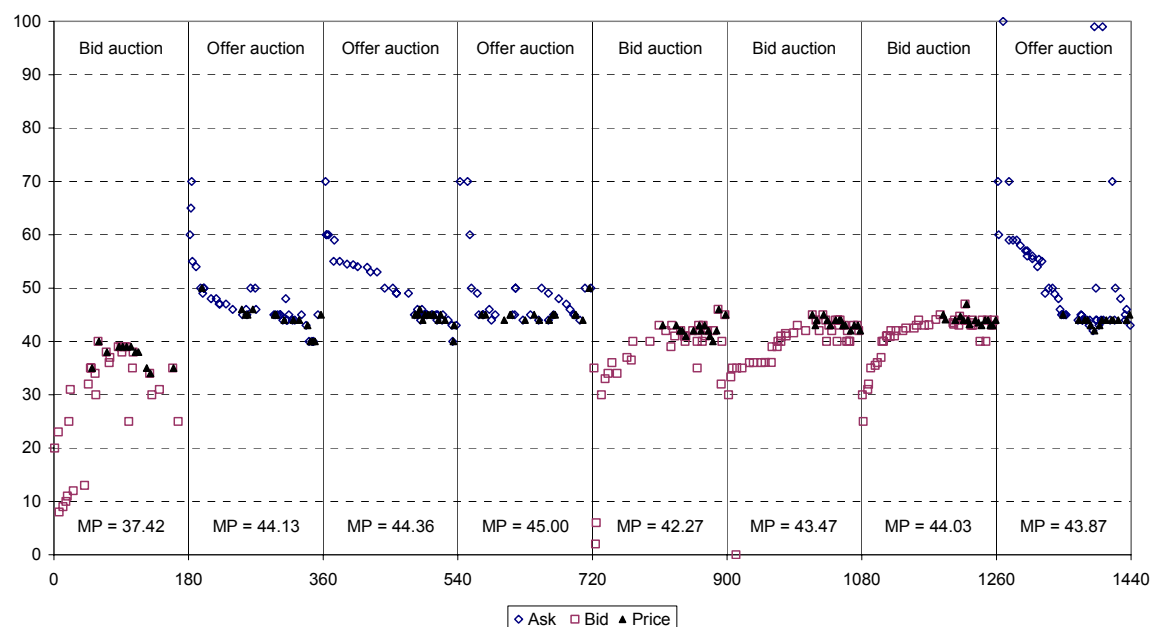 100
Bid auction Offer auction Offer auction Offer auction Bid auction Bid auction Bid auction Offer auction
90
80
70
60
50
40
30
20
10
MP = 37.42 MP = 44.13 MP = 44.36 MP = 45.00 MP = 42.27 MP = 43.47 MP = 44.03 MP = 43.87
0
0 180 360 540 720 900 1080 1260 1440
Ask Bid Price